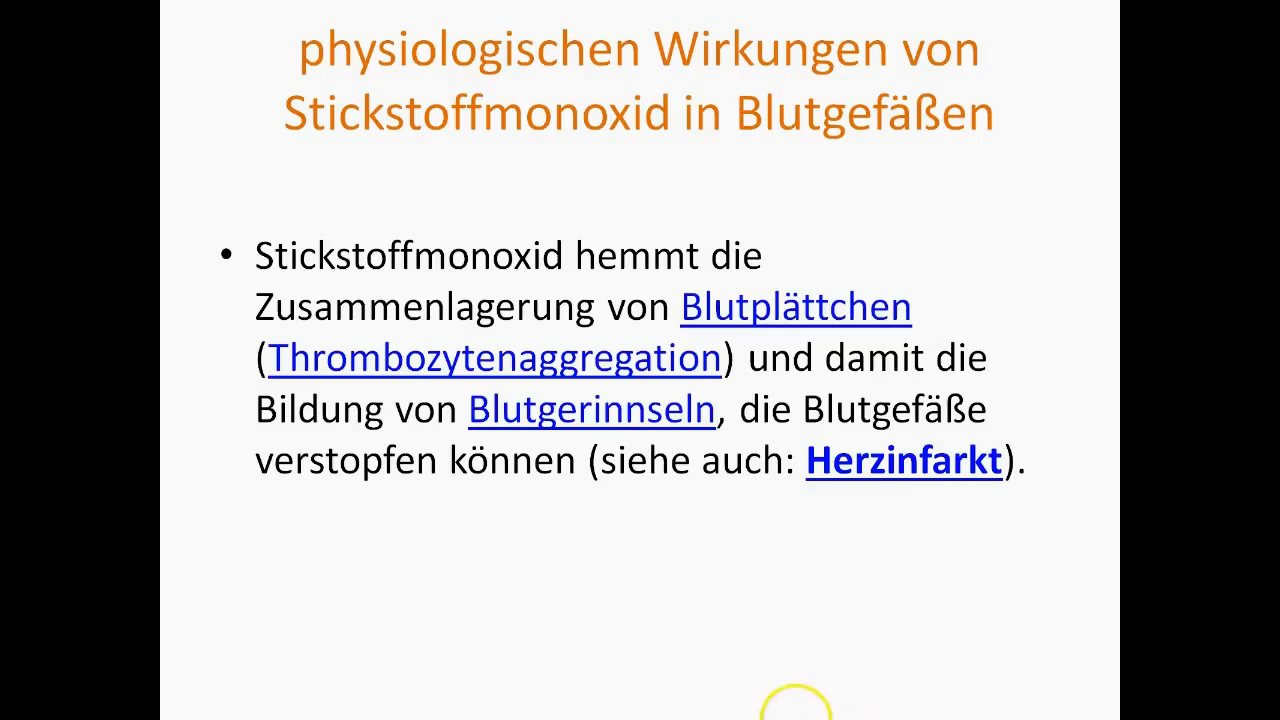 physiologischen Wirkungen von
Stickstoffmonoxid in Blutgefäßen
• Stickstoffmonoxid hemmt die
Zusammenlagerung von Blutplättchen
(Thrombozytenaggregation) und damit die
Bildung von Blutgerinnseln, die Blutgefäße
verstopfen können (siehe auch: Herzinfarkt).